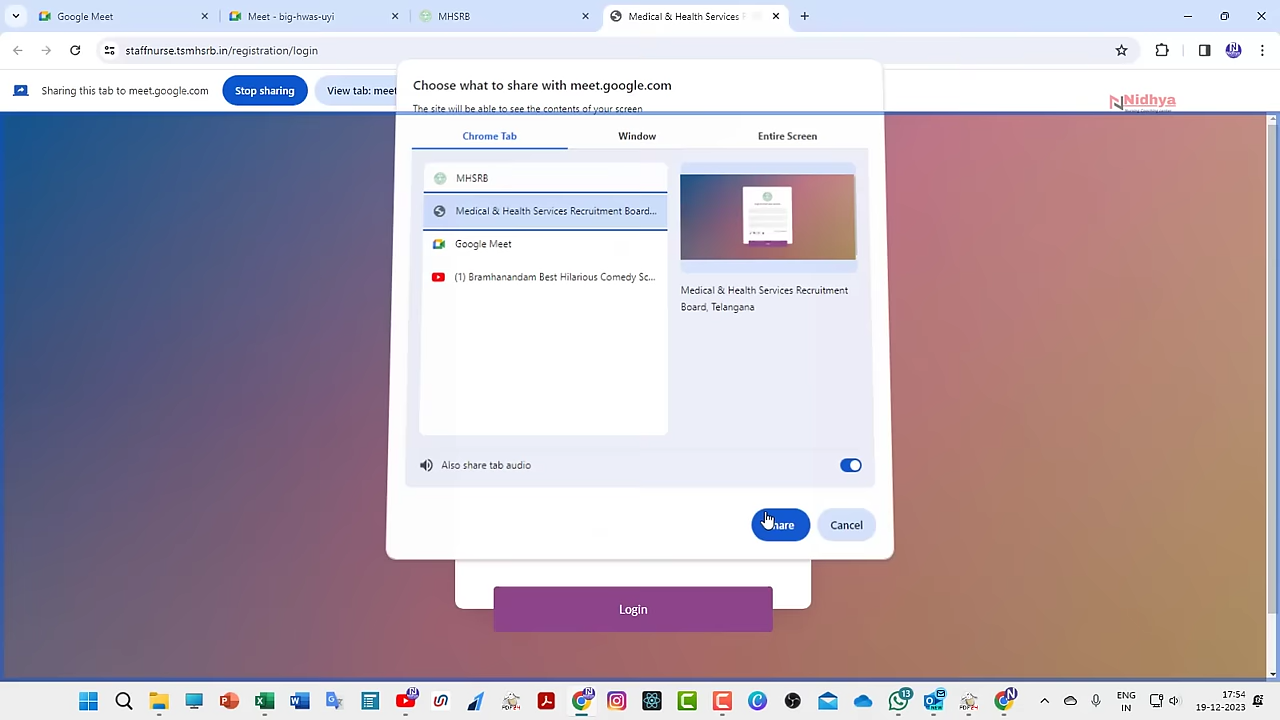 Google Meet
Meet - big-hwas-uyi
MHSRB
Medical & Health Services
staffnurse.tsmhsrb.in/registration/login
Sharing this tab to meet.google.com
Stop sharing
View tab: meet
Nidhya
Choose what to share with meet.google.com
The site will be able to see the contents of your screen
Chrome Tab
Window
Entire Screen
MHSRB
Medical & Health Services Recruitment Board...
Google Meet
(1) Bramhanandam Best Hilarious Comedy Sc...
Medical & Health Services Recruitment
Board, Telangana
Also share tab audio
Share
Cancel
Login
13
ENG
IN
17:54
19-12-2023